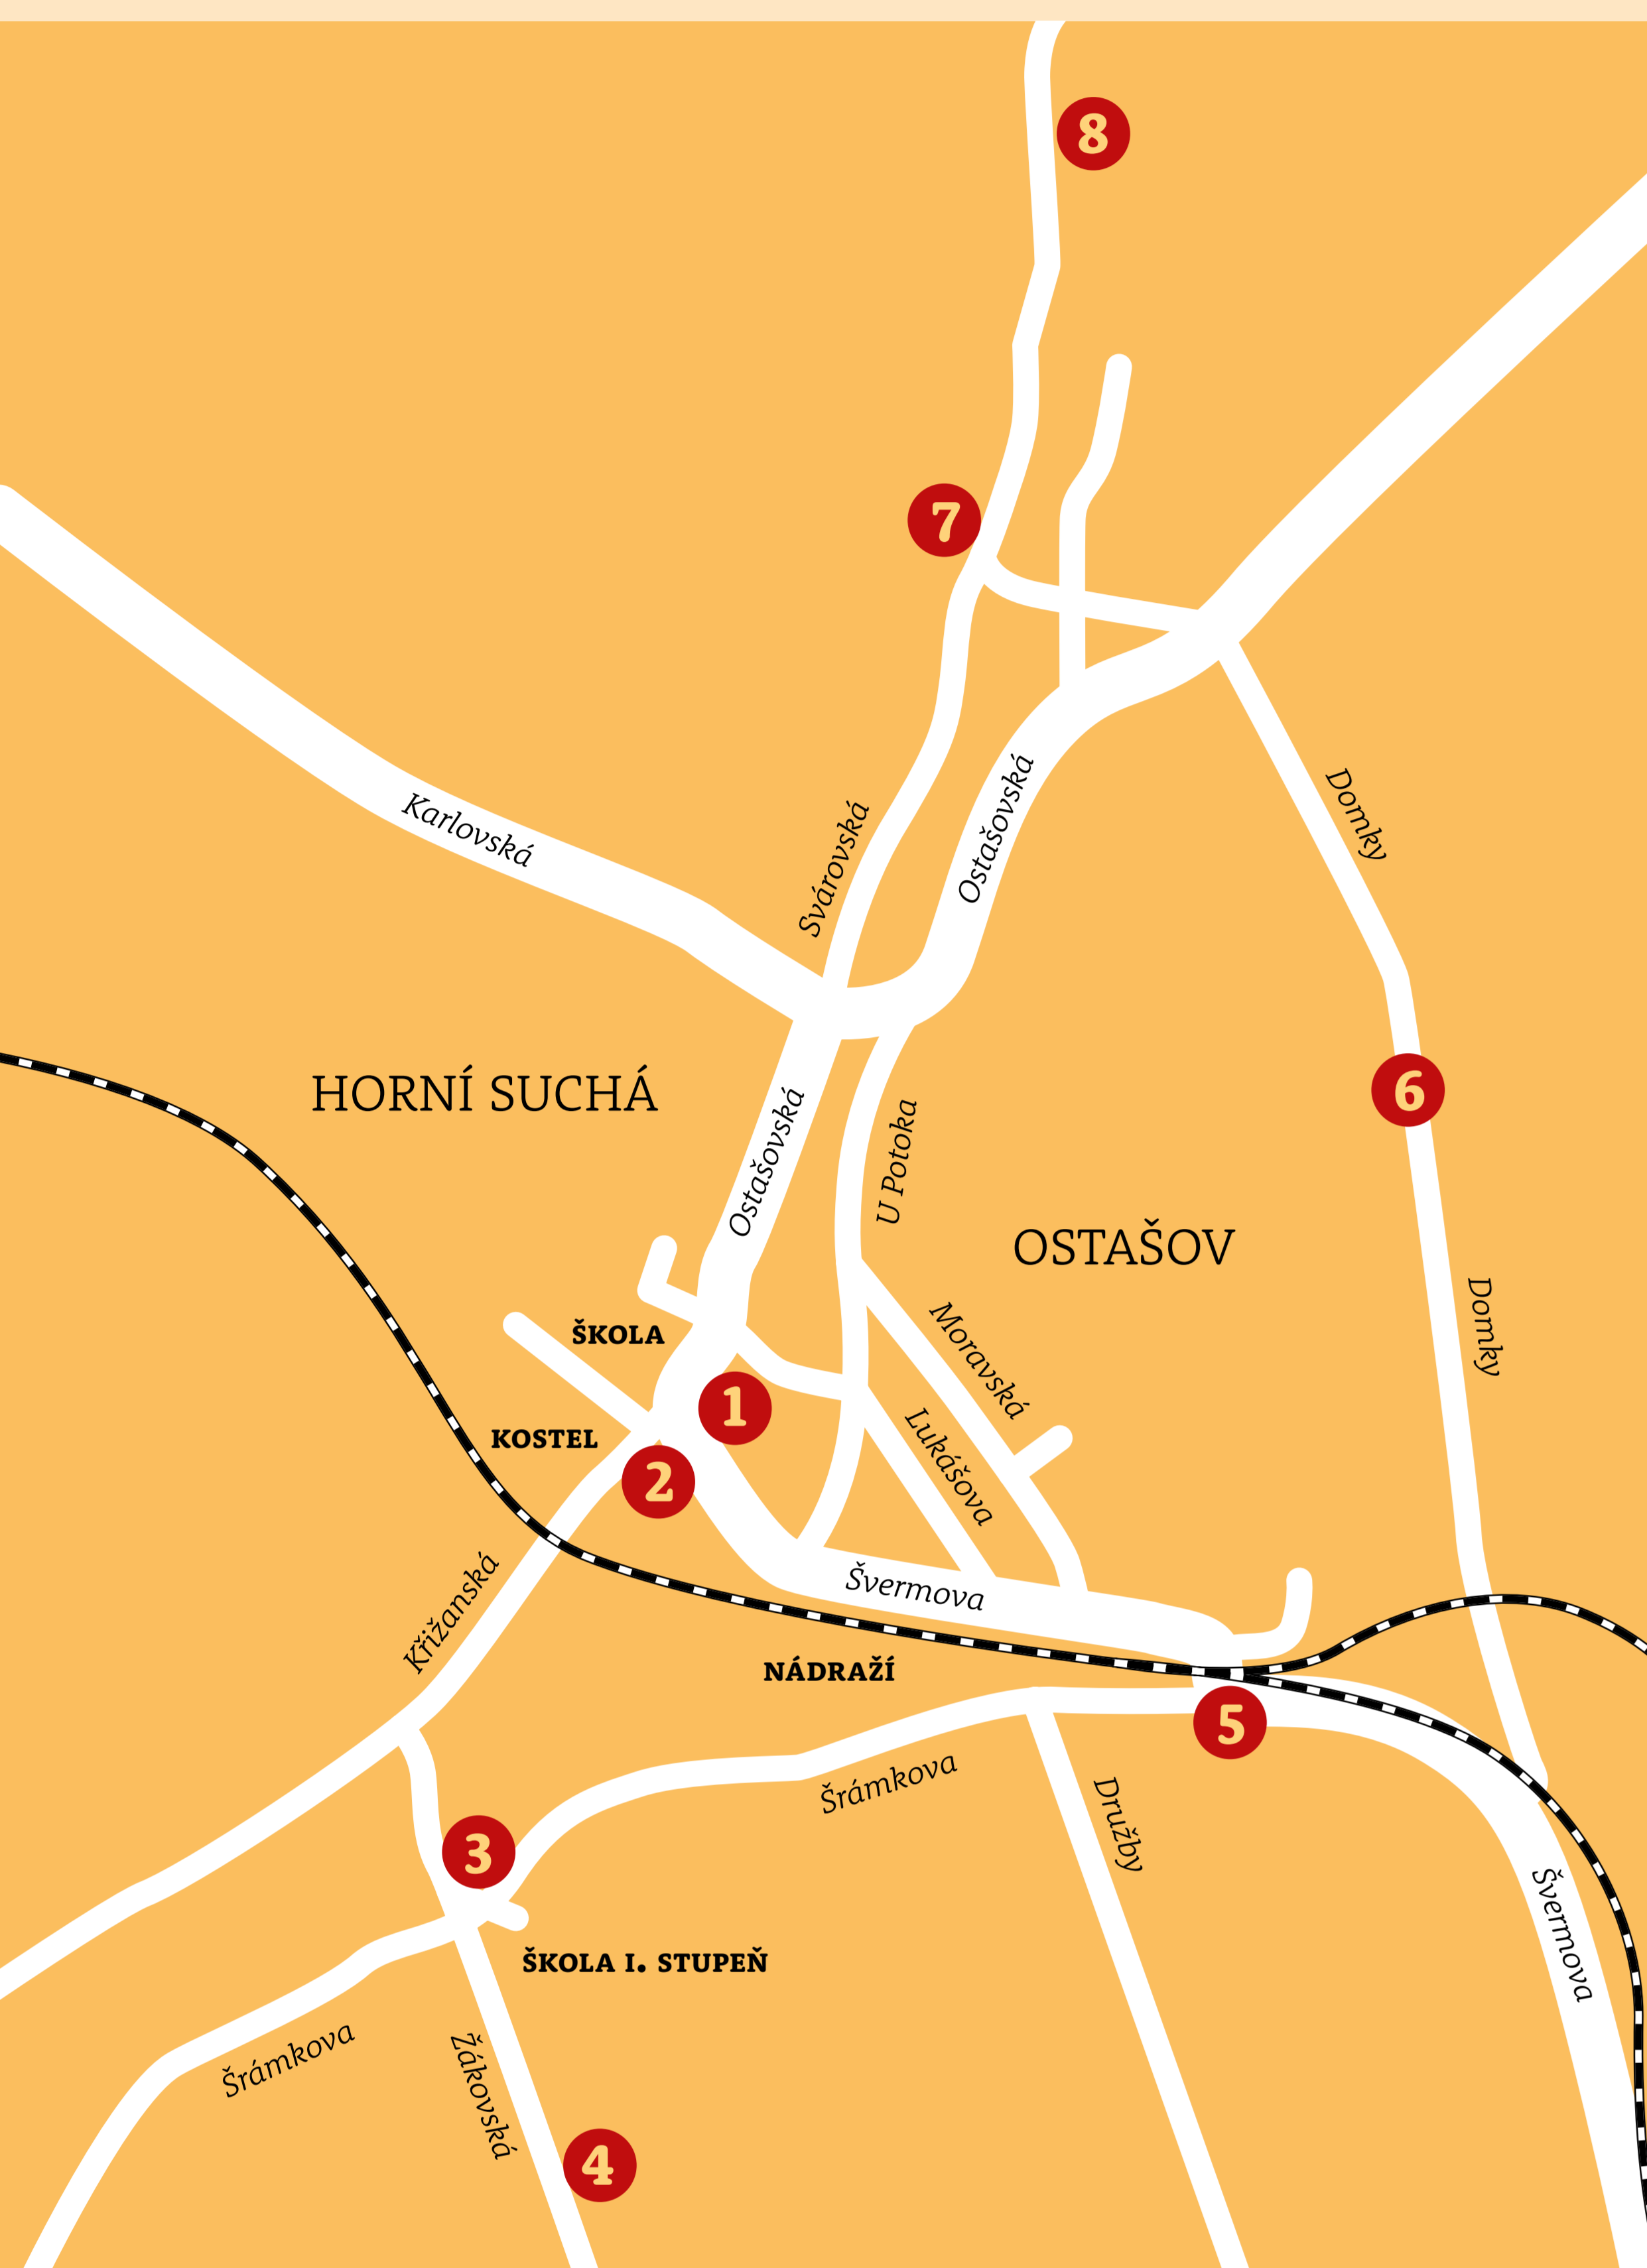 8
7
Karlovská
Svárovská
Ostašovská
Domky
HORNÍ SUCHÁ
6
Ostašovská
U Potoka
OSTAŠOV
Domky
ŠKOLA
Moravská
1
KOSTEL
Lukášova
2
Švermova
Křižanská
NÁDRAŽÍ
5
Šrámkova
Družby
3
Švermova
ŠKOLA I. STUPEŇ
Šrámkova
Žákovská
4